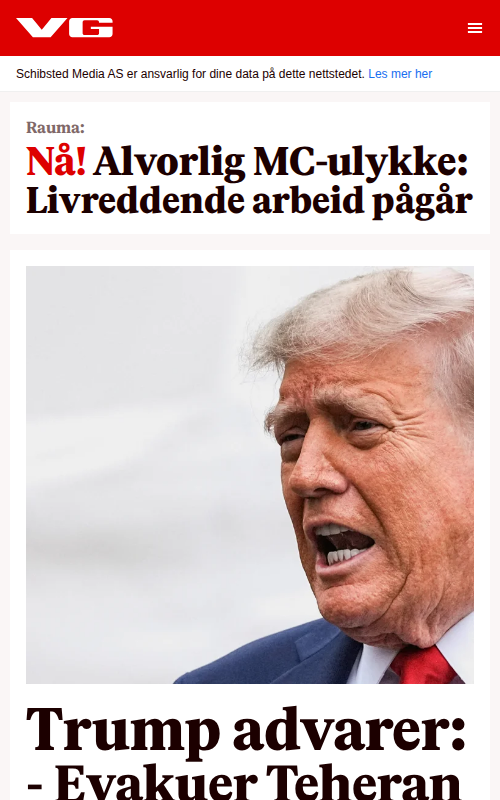 VG
Schibsted Media AS er ansvarlig for dine data på dette nettstedet. Les mer her
Rauma:
Nå! Alvorlig MC-ulykke:
Livreddende arbeid pågår
Trump advarer:
- Evakuer Teheran